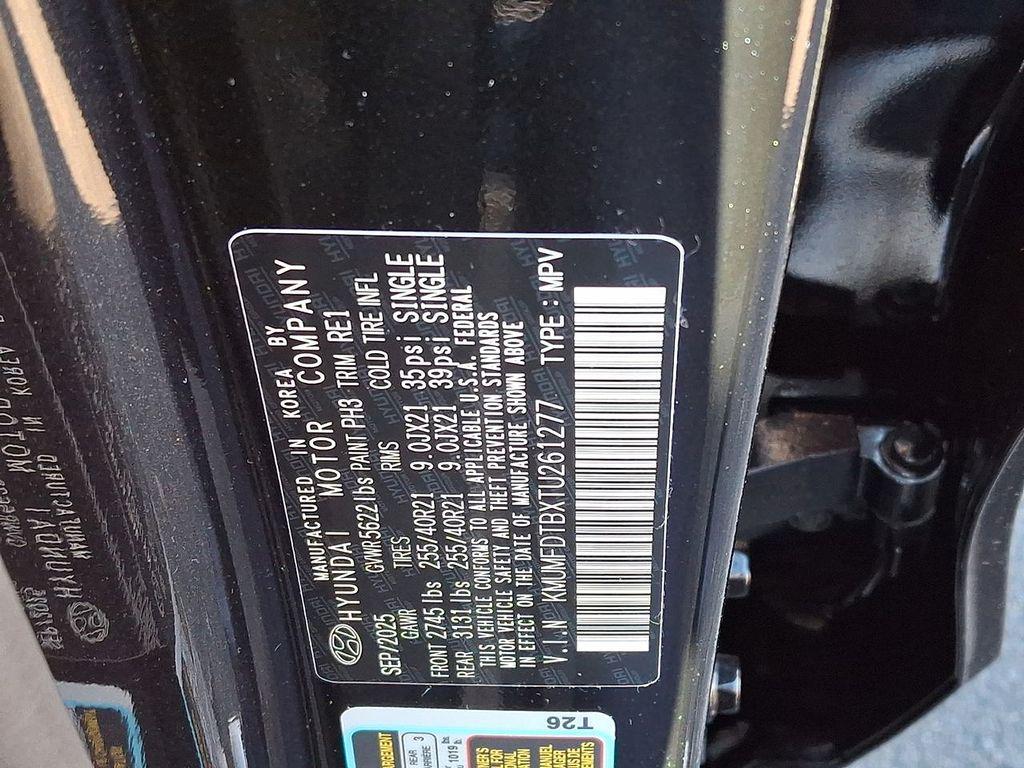 MANUFACTURED IN KOREA BY
HYUNDAI MOTOR COMPANY
SEP/2025 GVWR 5622 lbs PAINT PH3 TRIM RE1
GAWR TIRES RIMS COLD TIRE INFL
FRONT 2745 lbs 255/40R21 9.0JX21 35psi SINGLE
REAR 3131 lbs 255/40R21 9.0JX21 39psi SINGLE
THIS VEHICLE CONFORMS TO ALL APPLICABLE U.S.A. FEDERAL
MOTOR VEHICLE SAFETY AND THEFT PREVENTION STANDARDS
IN EFFECT ON THE DATE OF MANUFACTURE SHOWN ABOVE
V.I.N : KMUMFDTBXTU261277 TYPE : MPV
T26
REAR 3
1019